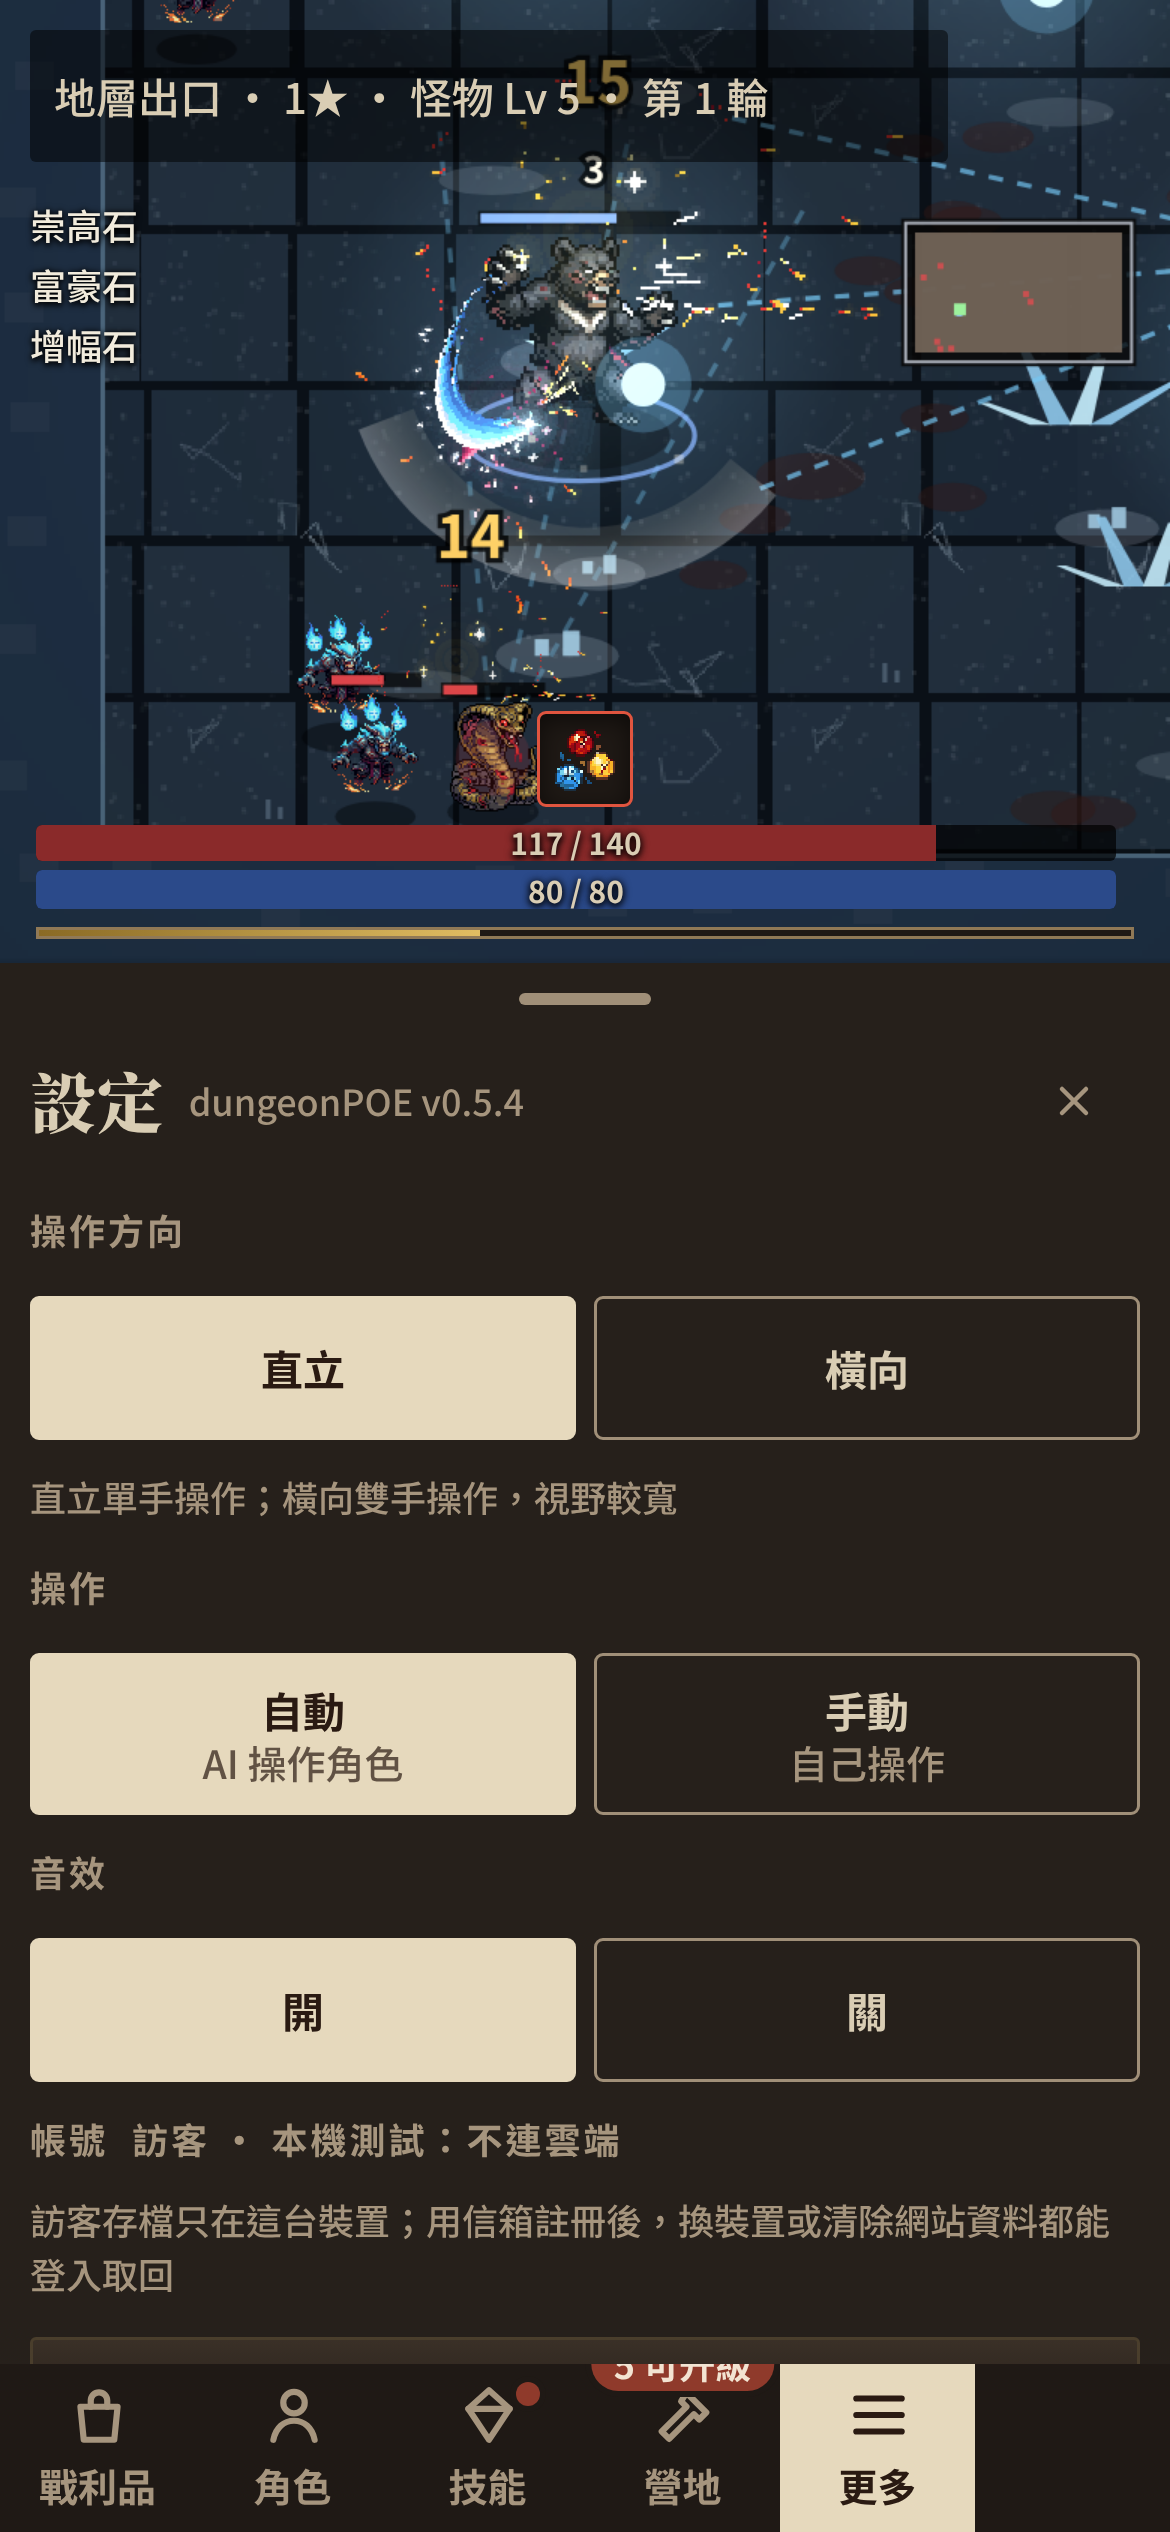 地層出口 · 1★ · 怪物 Lv 5 · 第 1 輪
15
3
崇高石
富豪石
增幅石
14
117 / 140
80 / 80
設定 dungeonPOE v0.5.4
操作方向
直立 橫向
直立單手操作；橫向雙手操作，視野較寬
操作
自動 手動
AI 操作角色 自己操作
音效
開 關
帳號 訪客 · 本機測試：不連雲端
訪客存檔只在這台裝置；用信箱註冊後，換裝置或清除網站資料都能
登入取回
5 可升級
戰利品 角色 技能 營地 更多